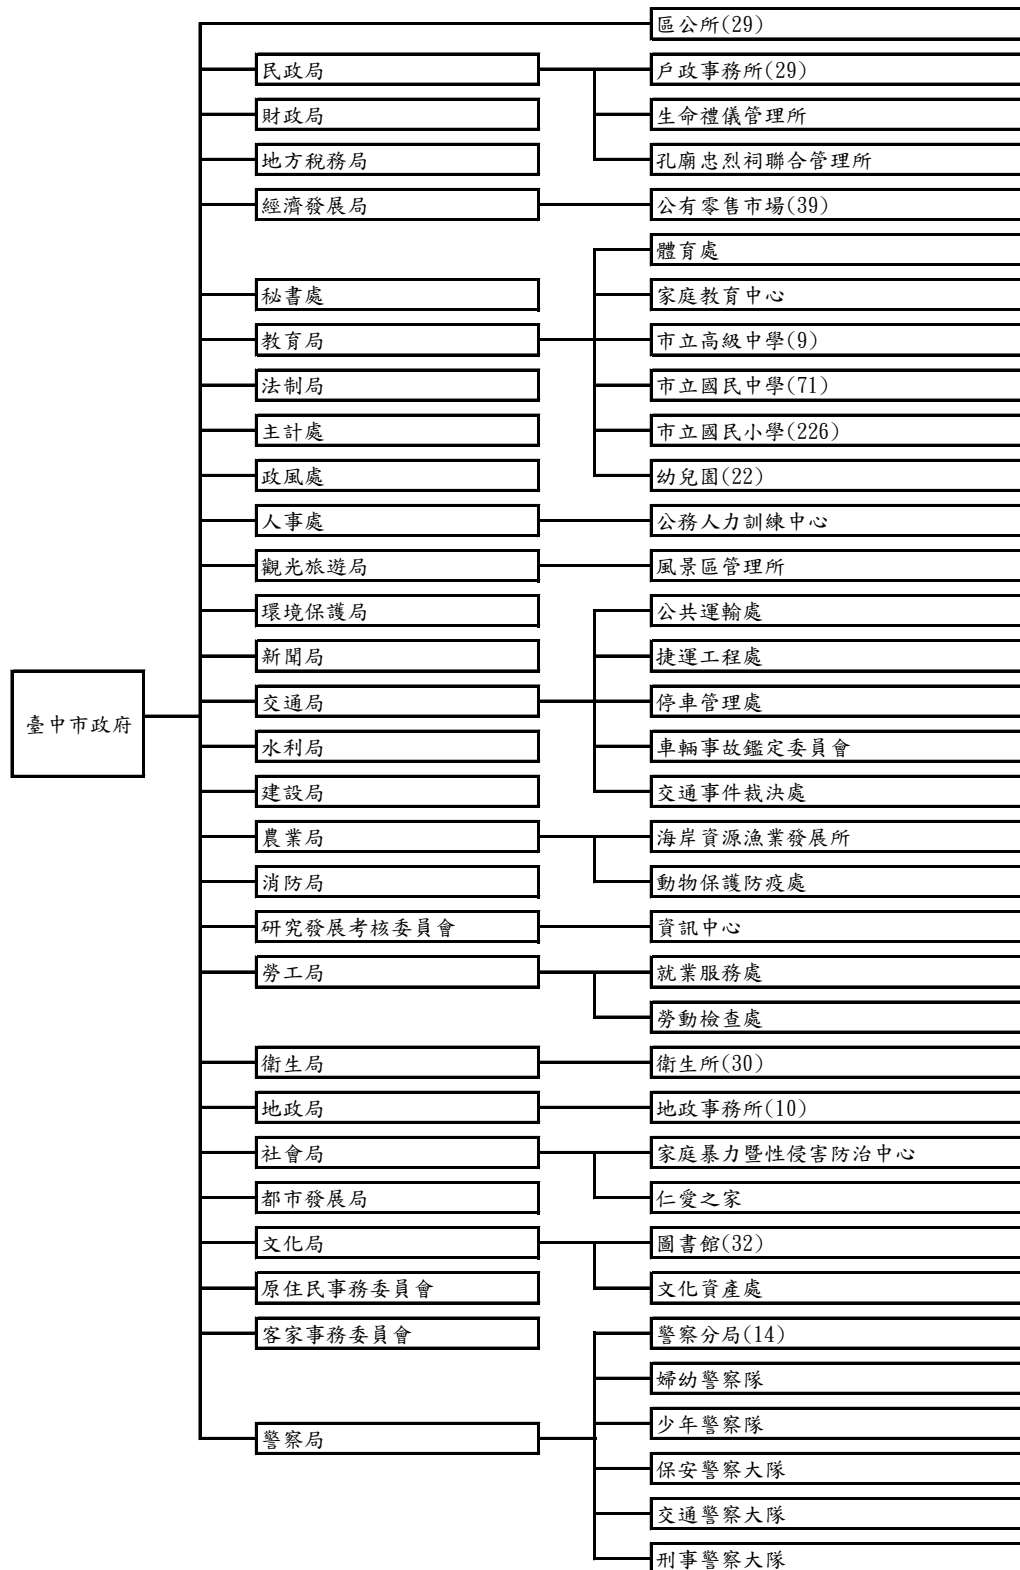 區公所(29)
民政局
戶政事務所(29)
財政局
生命禮儀管理所
地方稅務局
孔廟忠烈祠聯合管理所
經濟發展局
公有零售市場(39)
體育處
秘書處
家庭教育中心
教育局
市立高級中學(9)
法制局
市立國民中學(71)
主計處
市立國民小學(226)
政風處
幼兒園(22)
人事處
公務人力訓練中心
觀光旅遊局
風景區管理所
環境保護局
公共運輸處
新聞局
捷運工程處
交通局
停車管理處
臺中市政府
水利局
車輛事故鑑定委員會
建設局
交通事件裁決處
農業局
海岸資源漁業發展所
消防局
動物保護防疫處
研究發展考核委員會
資訊中心
勞工局
就業服務處
勞動檢查處
衛生局
衛生所(30)
地政局
地政事務所(10)
社會局
家庭暴力暨性侵害防治中心
都市發展局
仁愛之家
文化局
圖書館(32)
原住民事務委員會
文化資產處
客家事務委員會
警察分局(14)
婦幼警察隊
少年警察隊
警察局
保安警察大隊
交通警察大隊
刑事警察大隊